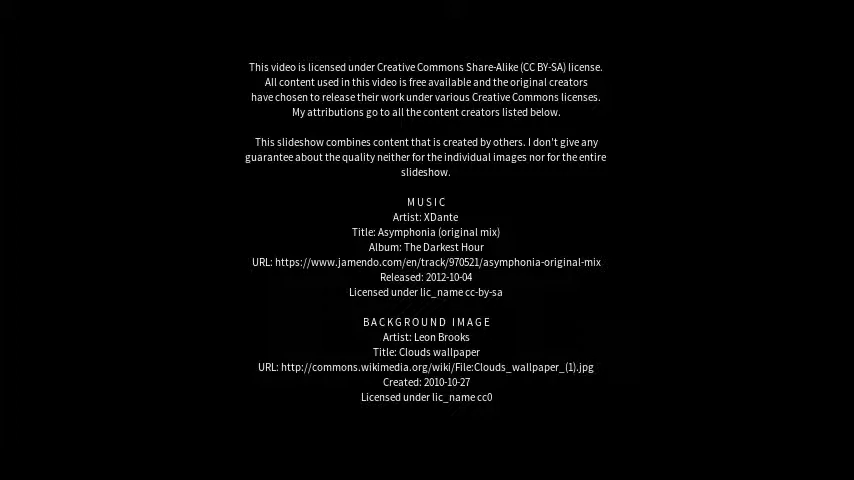 This video is licensed under Creative Commons Share-Alike (CC BY-SA) license.
All content used in this video is free available and the original creators
have chosen to release their work under various Creative Commons licenses.
My attributions go to all the content creators listed below.
This slideshow combines content that is created by others. I don't give any
guarantee about the quality neither for the individual images nor for the entire
slideshow.
MUSIC
Artist: XDante
Title: Asymphonia (original mix)
Album: The Darkest Hour
URL: https://www.jamendo.com/en/track/970521/asymphonia-original-mix
Released: 2012-10-04
Licensed under lic_name cc-by-sa
BACKGROUND IMAGE
Artist: Leon Brooks
Title: Clouds wallpaper
URL: http://commons.wikimedia.org/wiki/File:Clouds_wallpaper_(1).jpg
Created: 2010-10-27
Licensed under lic_name cc0